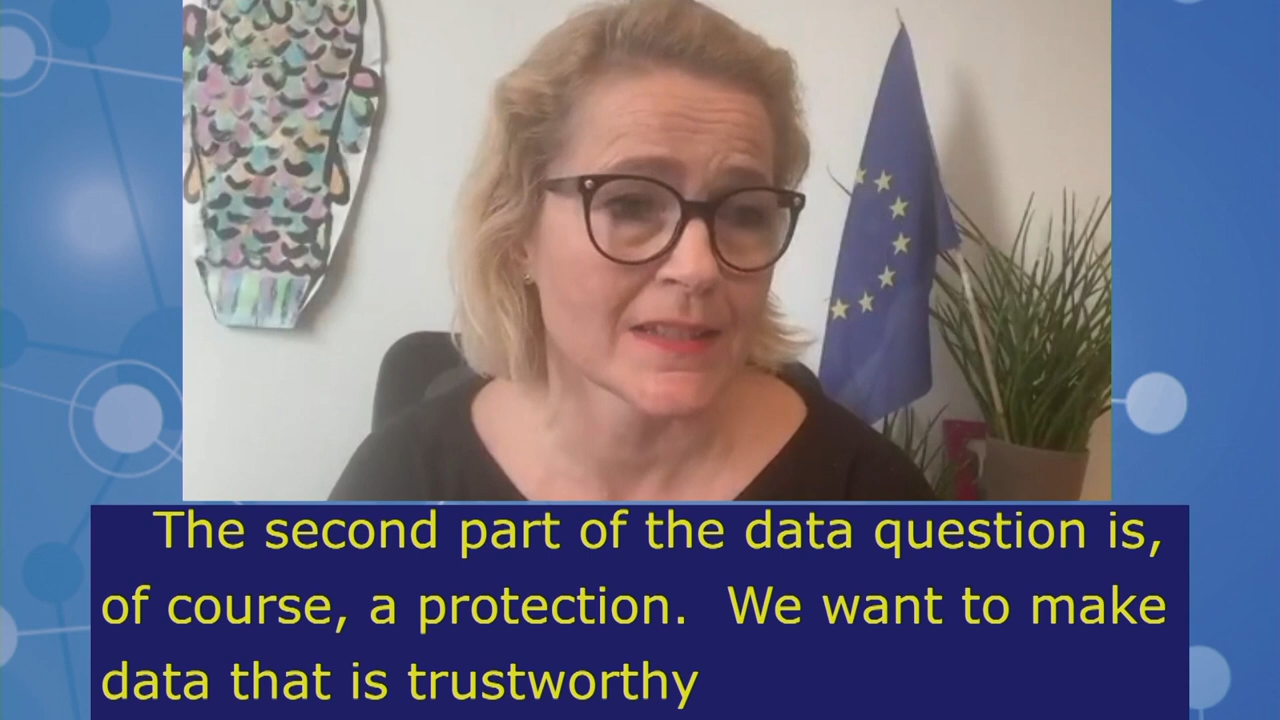 The second part of the data question is,
of course, a protection.  We want to make
data that is trustworthy